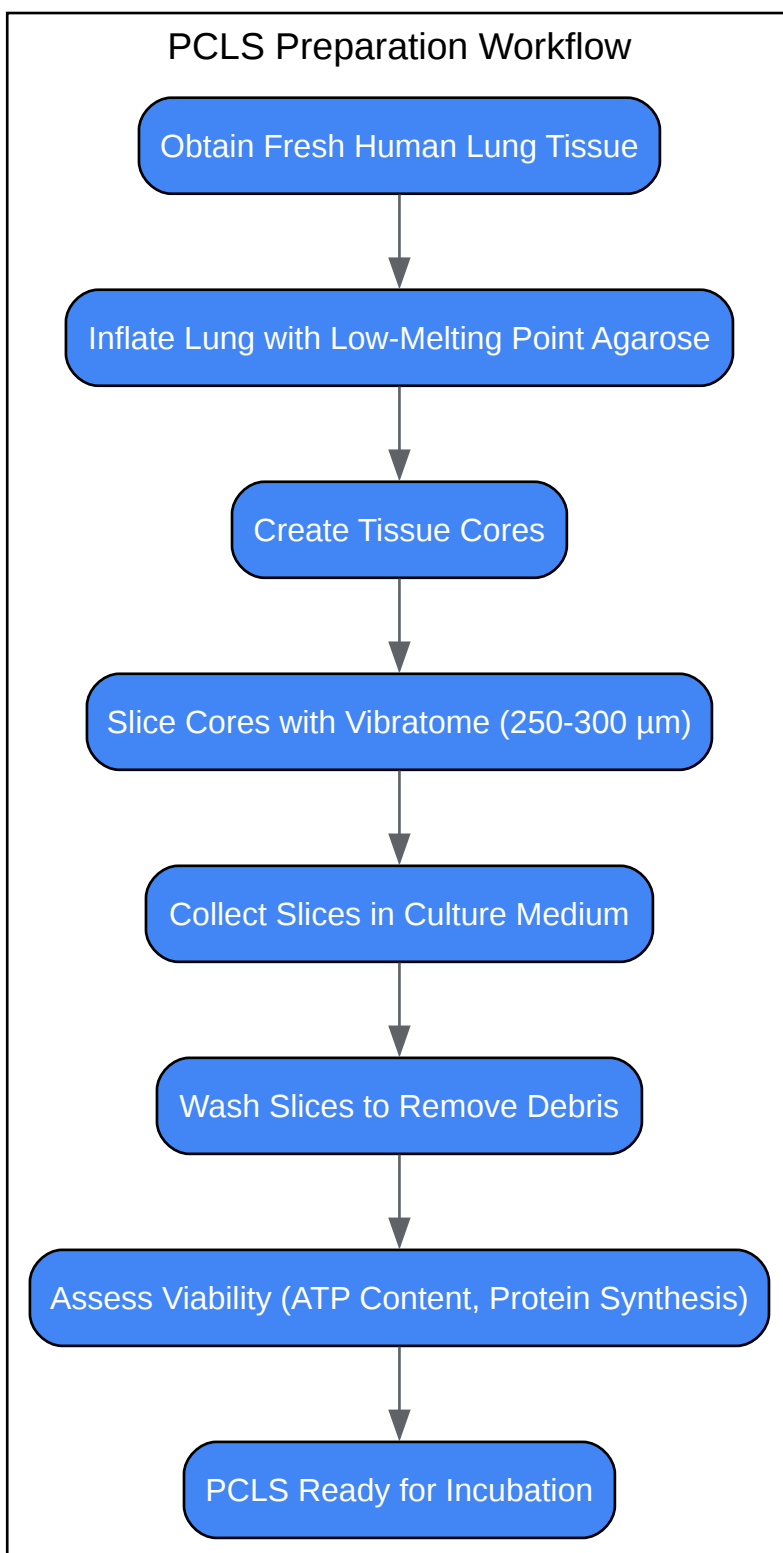 PCLS Preparation Workflow
Obtain Fresh Human Lung Tissue
Inflate Lung with Low-Melting Point Agarose
Create Tissue Cores
Slice Cores with Vibratome (250-300 µm)
Collect Slices in Culture Medium
Wash Slices to Remove Debris
Assess Viability (ATP Content, Protein Synthesis)
PCLS Ready for Incubation